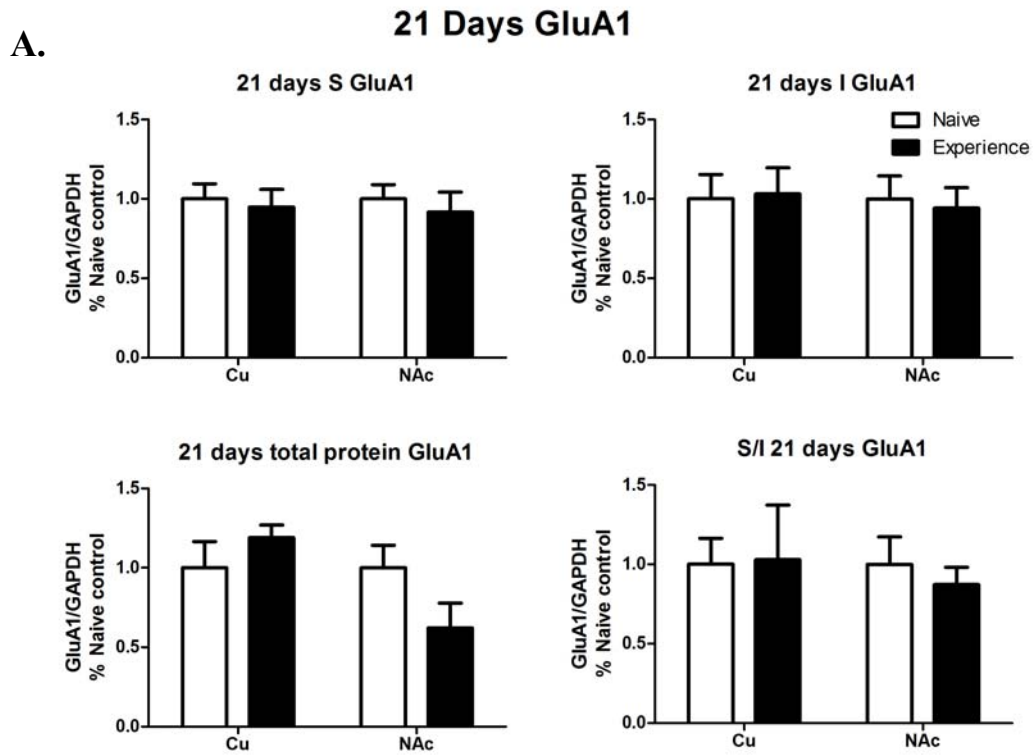 21 Days GluA1
A.
21 days S GluA1
GluA1/GAPDH
% Naive control
1.5
1.0
0.5
0.0
Cu
NAc
21 days I GluA1
Naive
Experience
GluA1/GAPDH
% Naive control
1.5
1.0
0.5
0.0
Cu
NAc
21 days total protein GluA1
GluA1/GAPDH
% Naive control
1.5
1.0
0.5
0.0
Cu
NAc
S/I 21 days GluA1
GluA1/GAPDH
% Naive control
1.5
1.0
0.5
0.0
Cu
NAc